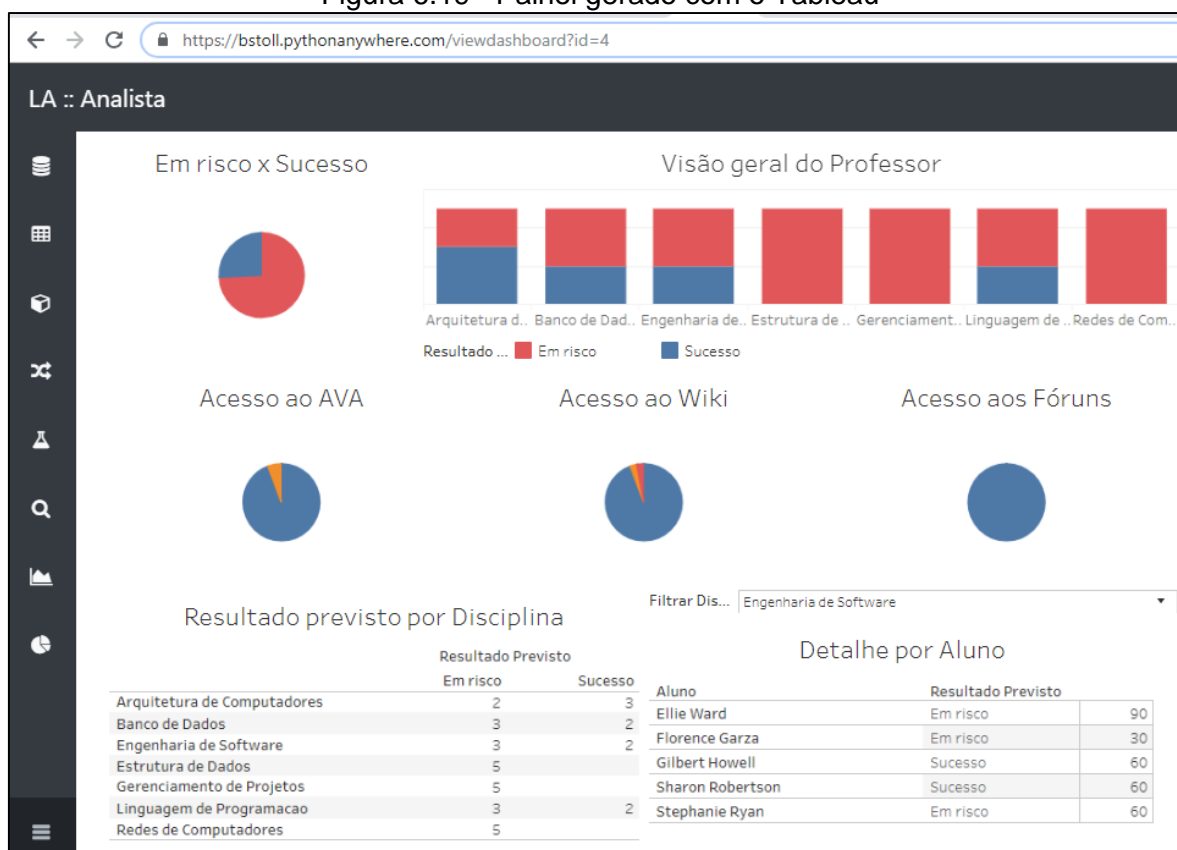 https://bstoll.pythonanywhere.com/viewdashboard?id=4
LA :: Analista
Em risco x Sucesso
Visão geral do Professor
Arquitetura d.. Banco de Dad.. Engenharia de.. Estrutura de .. Gerenciament.. Linguagem de .. Redes de Com...
Resultado ... Em risco Sucesso
Acesso ao AVA Acesso ao Wiki Acesso aos Fóruns
Filtrar Dis... Engenharia de Software
Resultado previsto por Disciplina
Resultado Previsto
Em risco Sucesso
Arquitetura de Computadores 2 3
Banco de Dados 3 2
Engenharia de Software 3 2
Estrutura de Dados 5
Gerenciamento de Projetos 5
Linguagem de Programacao 3 2
Redes de Computadores 5
Detalhe por Aluno
Aluno Resultado Previsto
Ellie Ward Em risco 90
Florence Garza Em risco 30
Gilbert Howell Sucesso 60
Sharon Robertson Sucesso 60
Stephanie Ryan Em risco 60